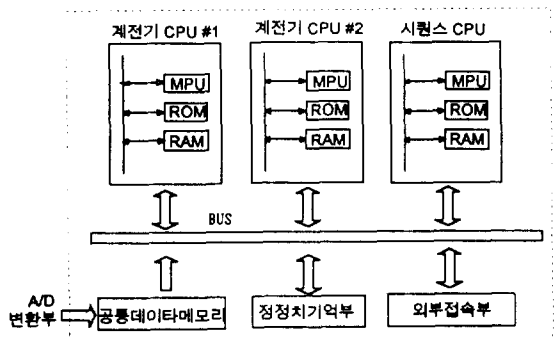 계전기 CPU #1
계전기 CPU #2
시퀀스 CPU
MPU
ROM
RAM
MPU
ROM
RAM
MPU
ROM
RAM
BUS
A/D
변환부
공통데이타메모리
정정치기억부
외부접속부